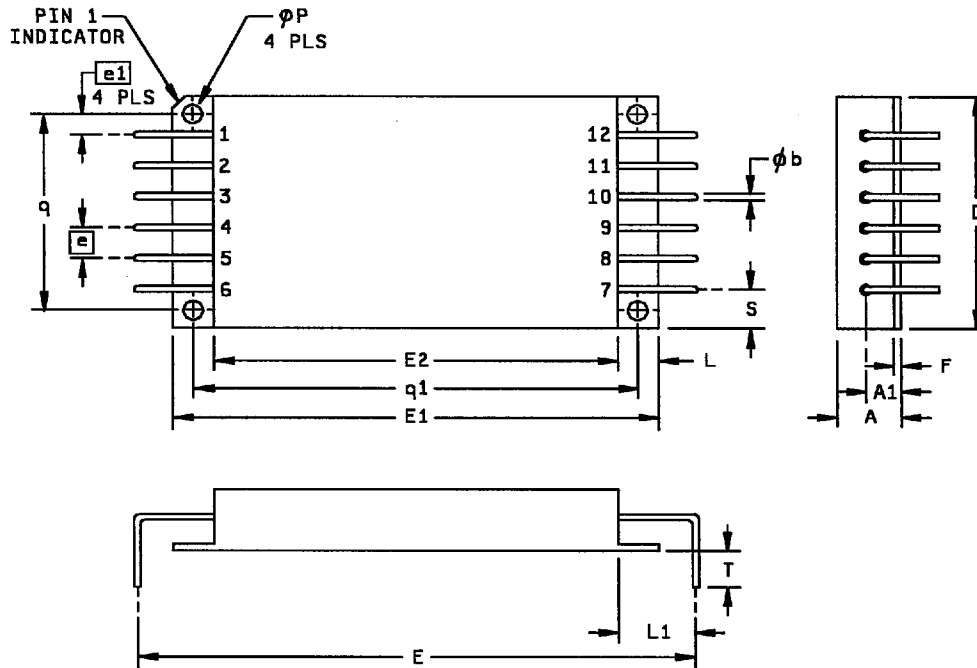 PIN 1
INDICATOR
φP
4 PLS
e1
4 PLS
q
e
1
2
3
4
5
6
12
11
10
9
8
7
φb
S
D
E2
L
q1
E1
F
A1
A
T
L1
E